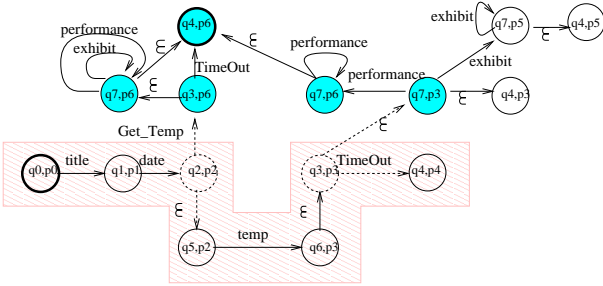 exhibit
q7,p5
ε
q4,p5
q4,p6
performance
exhibit
ε
ε
performance
TimeOut
exhibit
q7,p6
ε
q3,p6
q7,p6
performance
q7,p3
ε
q4,p3
Get_Temp
ε
q0,p0
title
q1,p1
date
q2,p2
q3,p3
TimeOut
q4,p4
ε
ε
q5,p2
temp
q6,p3